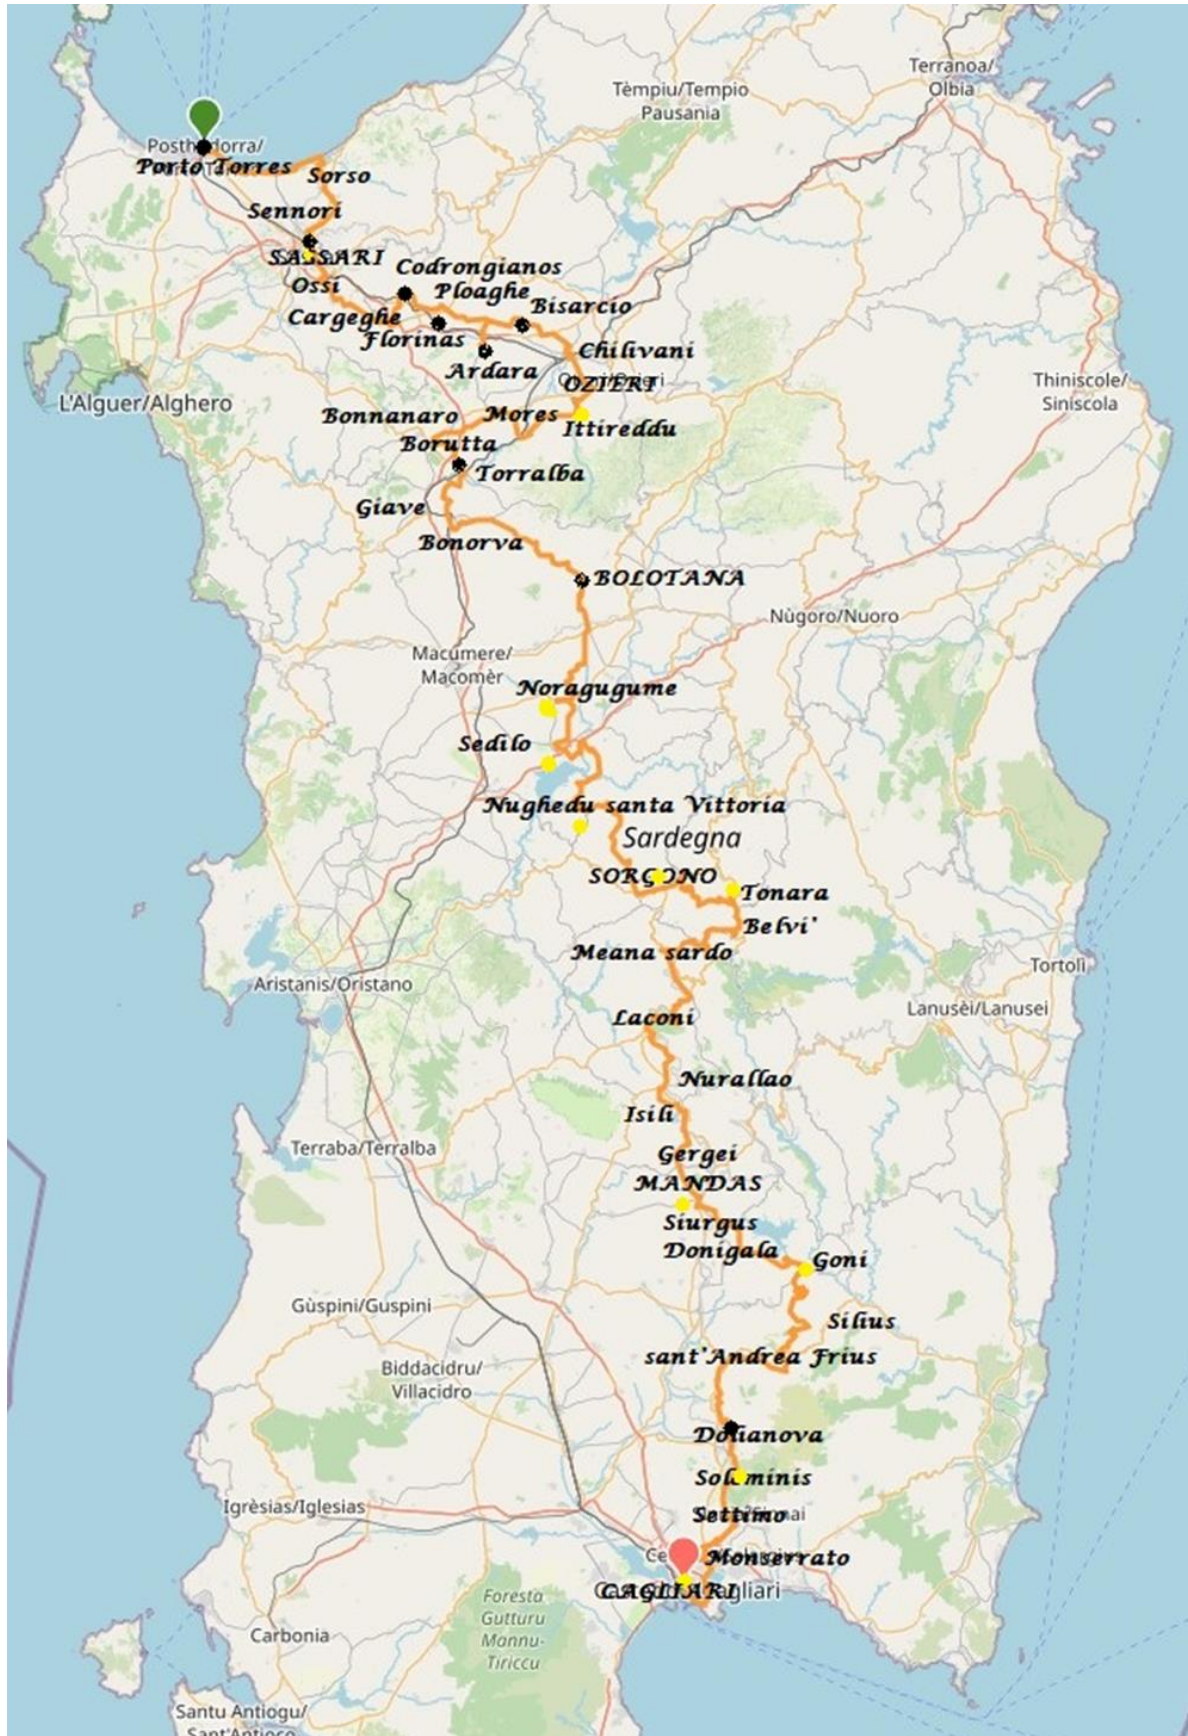 Terranoa/
Olbia
Tèmpiu/Tempio
Pausania
Porto Torres
Sorso
Sennori
SASSARI
Codrongianos
Ossi
Ploaghe
Bisarcio
Cargeghe
Florinas
Chilivani
Ardara
OZIERI
Thiniscole/
Siniscola
L'Alguer/Alghero
Bonnanaro
Mores
Ittireddu
Borutta
Torralba
Giave
Bonorva
BOLOTANA
Nùgoro/Nuoro
Macumere/
Macomèr
Noragugume
Sedilo
Nughedu santa Vittoria
Sardegna
SORGONO
Tonara
Belvi'
Meana sardo
Tortolì
Aristanis/Oristano
Lanusèi/Lanusei
Laconi
Nurallao
Isili
Terraba/Terralba
Gergei
MANDAS
Siurgus
Donigala
Goni
Gùspini/Guspini
Silius
sant'Andrea Frius
Biddacidru/
Villacidro
Dolianova
Soleminis
Igrèsias/Iglesias
Settimo
Monserrato
CAGLIARI
Foresta
Gutturu
Mannu-
Tiriccu
Carbonia
Santu Antiogu/
Sant'Antioco